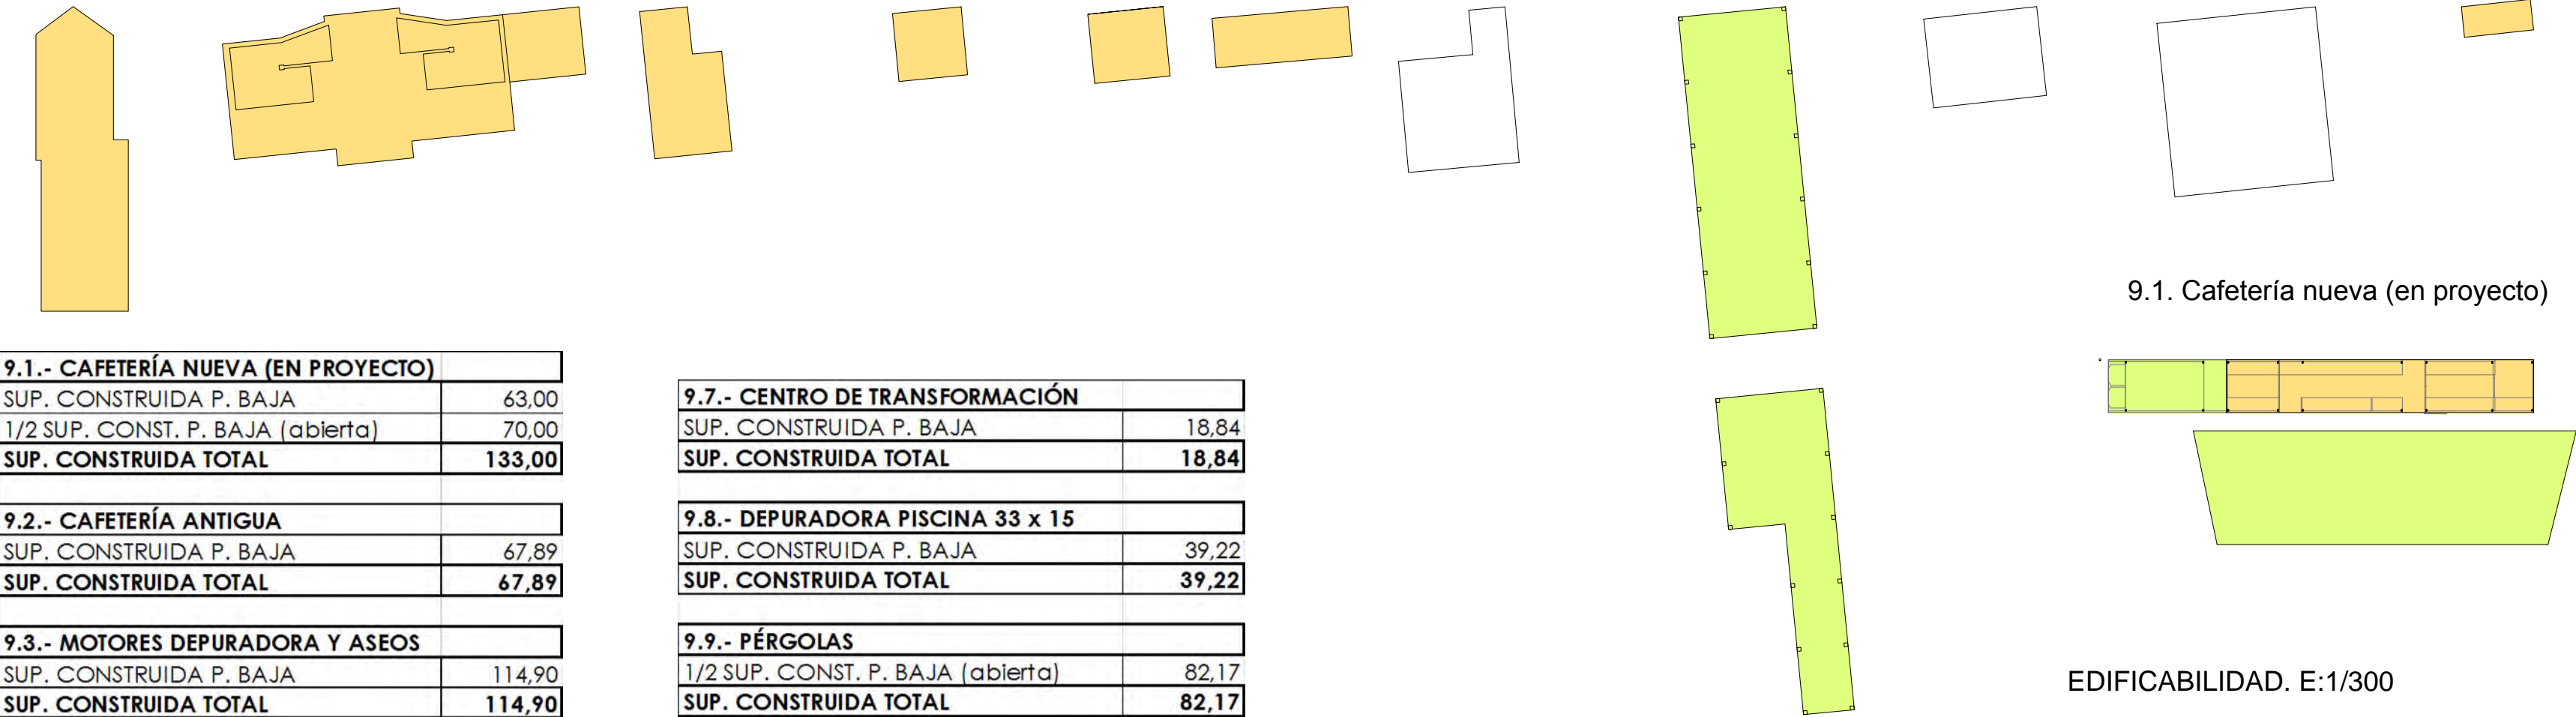 9.1. Cafetería nueva (en proyecto)
9.1.- CAFETERÍA NUEVA (EN PROYECTO)
SUP. CONSTRUIDA P. BAJA 63,00
1/2 SUP. CONST. P. BAJA (abierta) 70,00
SUP. CONSTRUIDA TOTAL 133,00
9.2.- CAFETERÍA ANTIGUA
SUP. CONSTRUIDA P. BAJA 67,89
SUP. CONSTRUIDA TOTAL 67,89
9.3.- MOTORES DEPURADORA Y ASEOS
SUP. CONSTRUIDA P. BAJA 114,90
SUP. CONSTRUIDA TOTAL 114,90
9.7.- CENTRO DE TRANSFORMACIÓN
SUP. CONSTRUIDA P. BAJA 18,84
SUP. CONSTRUIDA TOTAL 18,84
9.8.- DEPURADORA PISCINA 33 x 15
SUP. CONSTRUIDA P. BAJA 39,22
SUP. CONSTRUIDA TOTAL 39,22
9.9.- PÉRGOLAS
1/2 SUP. CONST. P. BAJA (abierta) 82,17
SUP. CONSTRUIDA TOTAL 82,17
EDIFICABILIDAD. E:1/300